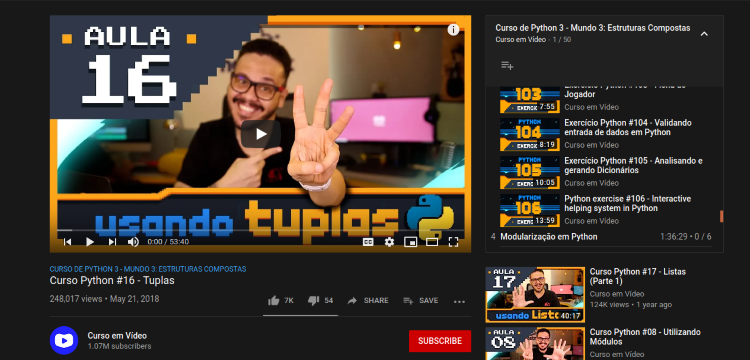 AULA
16
usando tuplas
0:00 / 53:40
CURSO DE PYTHON 3 - MUNDO 3: ESTRUTURAS COMPOSTAS
Curso Python #16 - Tuplas
248,017 views • May 21, 2018
7K
54
SHARE
SAVE
Curso em Vídeo
1.07M subscribers
SUBSCRIBE
Curso de Python 3 - Mundo 3: Estruturas Compostas
Curso em Vídeo - 1 / 50
103
7:55
Jogador
Curso em Vídeo
PYTHON
104
8:19
Exercício Python #104 - Validando
entrada de dados em Python
Curso em Vídeo
PYTHON
105
10:05
Exercício Python #105 - Analisando e
gerando Dicionários
Curso em Vídeo
PYTHON
106
13:59
Python exercise #106 - Interactive
helping system in Python
Curso em Vídeo
4 Modularização em Python
1:36:29 • 0 / 6
AULA
17
usando Lista
40:17
Curso Python #17 - Listas
(Parte 1)
Curso em Vídeo
124K views • 1 year ago
AULA
08
Curso Python #08 - Utilizando
Módulos
Curso em Vídeo